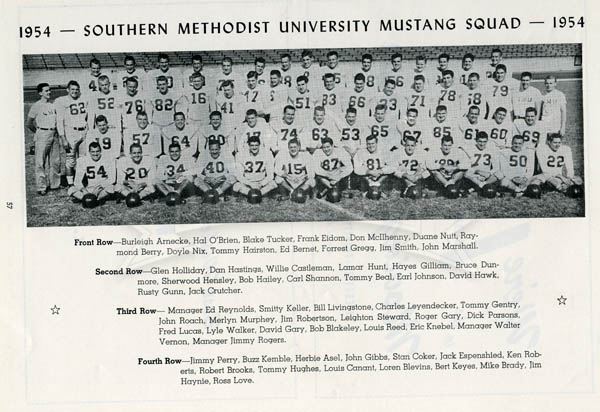 1954 — SOUTHERN METHODIST UNIVERSITY MUSTANG SQUAD — 1954
Front Row—Burleigh Arnecke, Hal O'Brien, Blake Tucker, Frank Eidom, Don McIlhenny, Duane Nutt, Ray-
mond Berry, Doyle Nix, Tommy Hairston, Ed Bernet, Forrest Gregg, Jim Smith, John Marshall.
Second Row—Glen Holliday, Dan Hastings, Willie Castleman, Lamar Hunt, Hayes Gilliam, Bruce Dun-
more, Sherwood Hensley, Bob Hailey, Carl Shannon, Tommy Beal, Earl Johnson, David Hawk,
Rusty Gunn, Jack Crutcher.
Third Row— Manager Ed Reynolds, Smitty Keller, Bill Livingstone, Charles Leyendecker, Tommy Gentry,
John Roach, Merlyn Murphey, Jim Robertson, Leighton Steward, Roger Gary, Dick Parsons,
Fred Lucas, Lyle Walker, David Gary, Bob Blakeley, Louis Reed, Eric Knebel, Manager Walter
Vernon, Manager Jimmy Rogers.
Fourth Row—Jimmy Perry, Buzz Kemble, Herbie Asel, John Gibbs, Stan Coker, Jack Espenshied, Ken Rob-
erts, Robert Brooks, Tommy Hughes, Louis Canant, Loren Blevins, Bert Keyes, Mike Brady, Jim
Haynie, Ross Love.
57